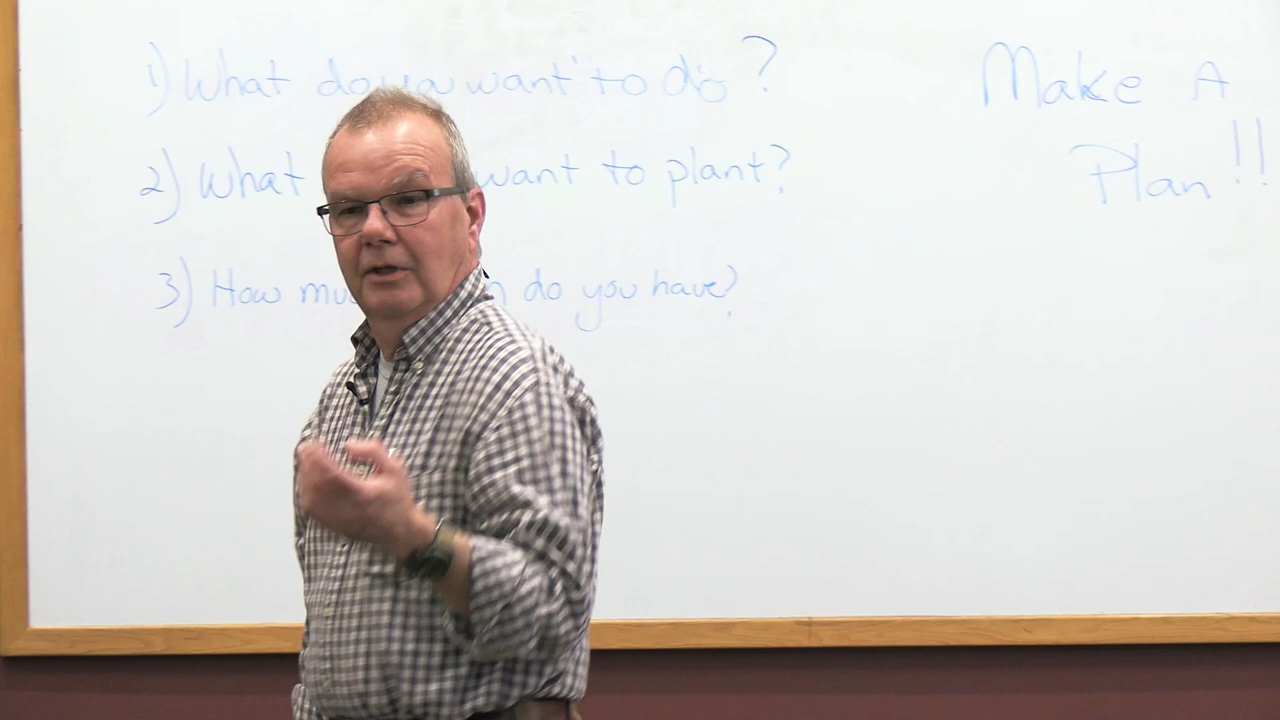 1) What do you want to do?
2) What want to plant?
3) How do you have?
Make A
Plan!!